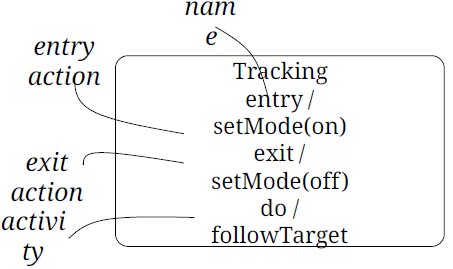 nam
e
entry
action
Tracking
entry /
setMode(on)
exit /
setMode(off)
do /
followTarget
exit
action
activi
ty